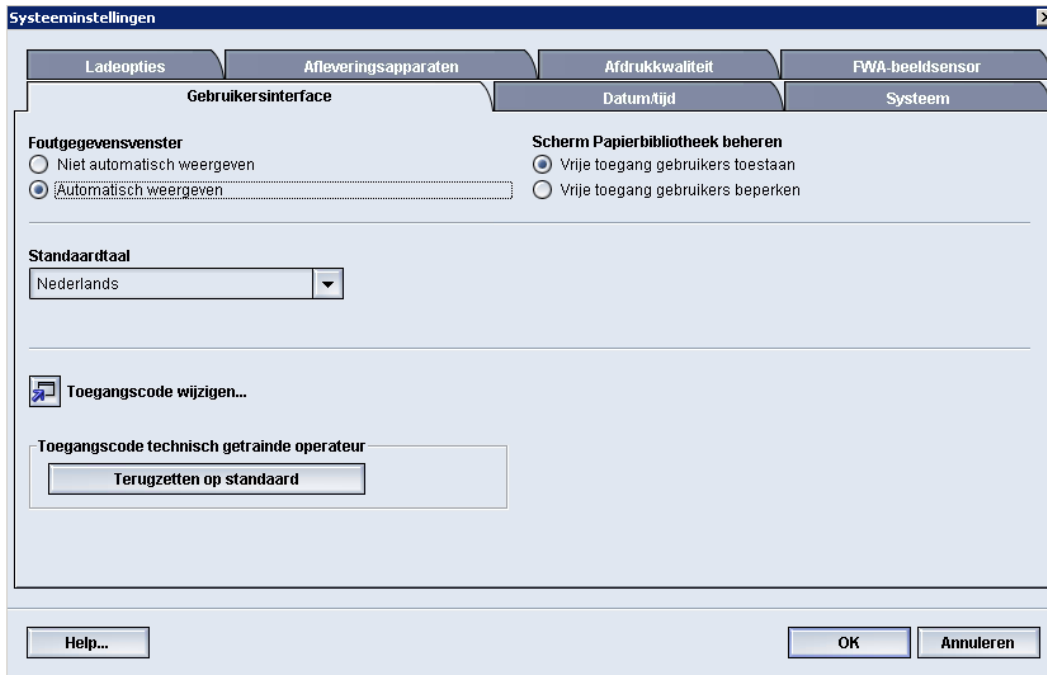 Systeeminstellingen
Ladeopties
Afleveringsapparaten
Afdrukkwaliteit
FWA-beeldsensor
Gebruikersinterface
Datum/tijd
Systeem
Foutgegevensvenster
Niet automatisch weergeven
Automatisch weergeven
Scherm Papierbibliotheek beheren
Vrije toegang gebruikers toestaan
Vrije toegang gebruikers beperken
Standaardtaal
Nederlands
Toegangscode wijzigen...
Toegangscode technisch getrainde operateur
Terugzetten op standaard
Help...
OK
Annuleren